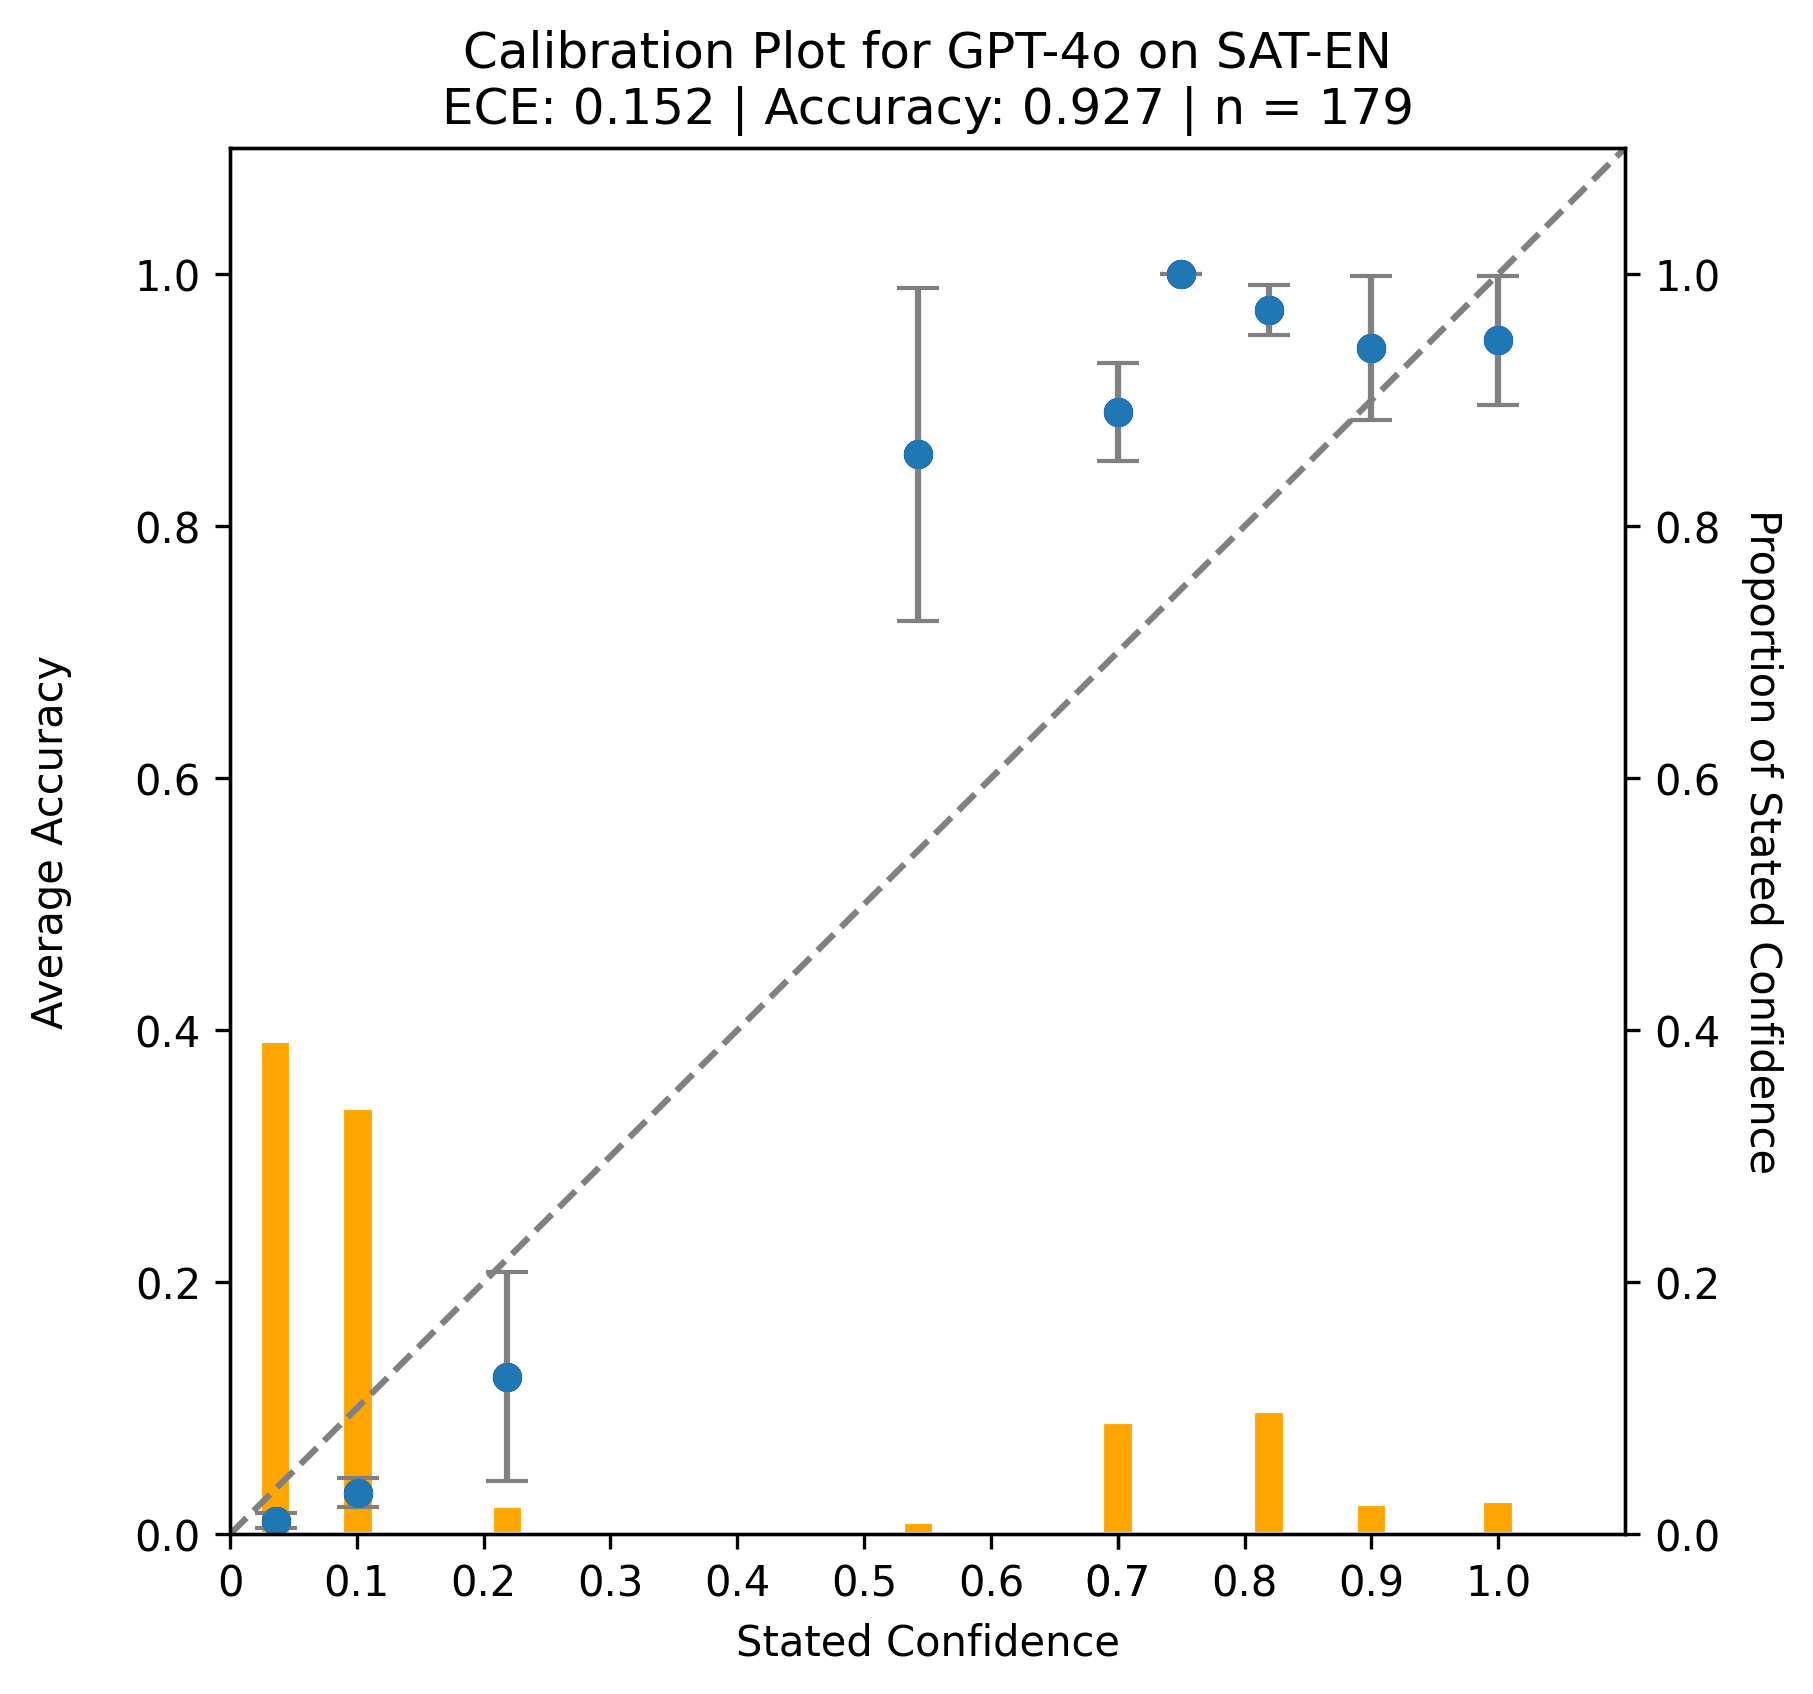 Calibration Plot for GPT-4o on SAT-EN
ECE: 0.152 | Accuracy: 0.927 | n = 179
Average Accuracy
1.0
0.8
0.6
0.4
0.2
0.0
1.0
0.8
0.6
0.4
0.2
0.0
Proportion of Stated Confidence
0 0.1 0.2 0.3 0.4 0.5 0.6 0.7 0.8 0.9 1.0
Stated Confidence